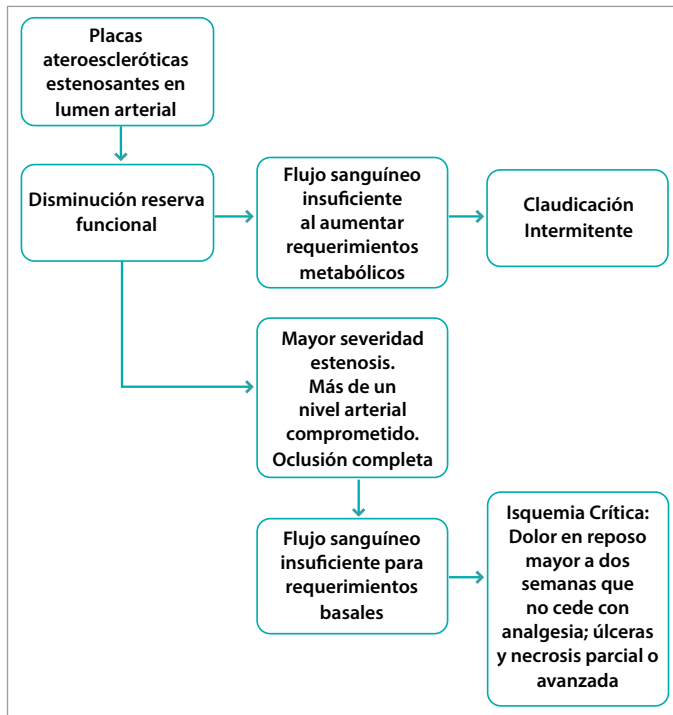 Placas
ateroescleróticas
estenosantes en
lumen arterial
Disminución reserva
funcional
Flujo sanguíneo
insuficiente
al aumentar
requerimientos
metabólicos
Claudicación
Intermitente
Mayor severidad
estenosis.
Más de un
nivel arterial
comprometido.
Oclusión completa
Flujo sanguíneo
insuficiente para
requerimientos
basales
Isquemia Crítica:
Dolor en reposo
mayor a dos
semanas que
no cede con
analgesia; úlceras
y necrosis parcial o
avanzada